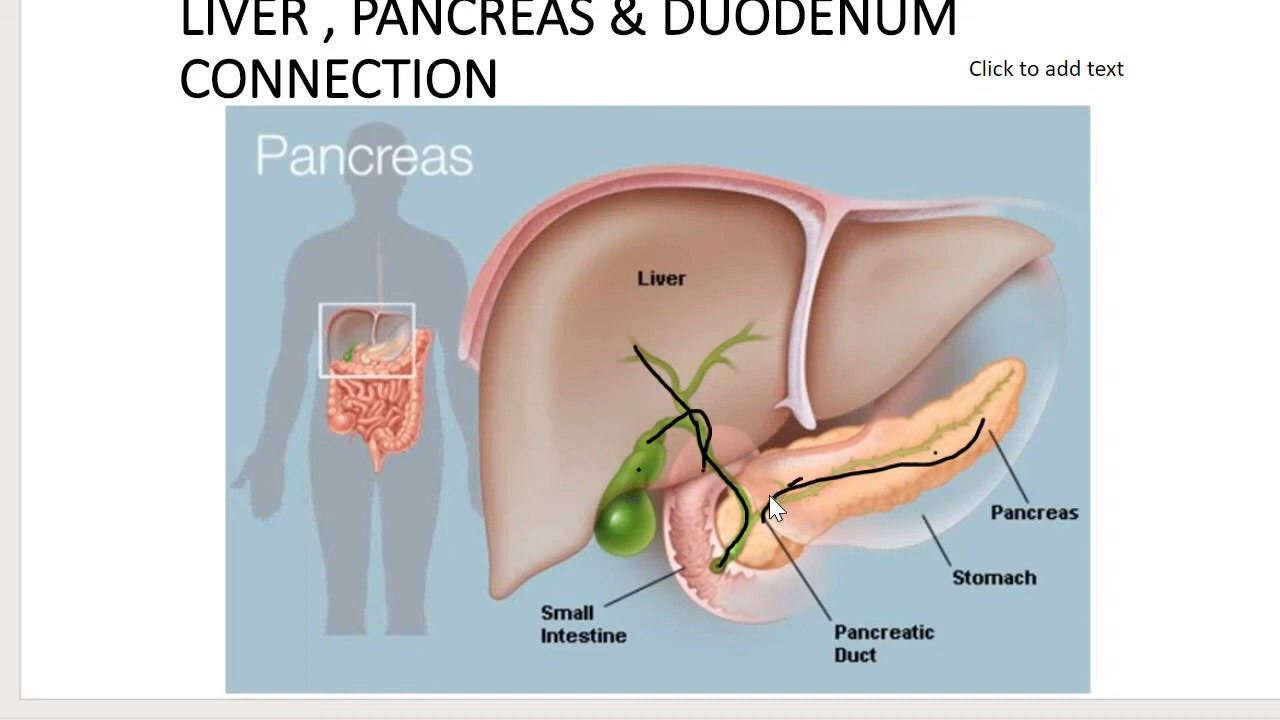 LIVER , PANCREAS & DUODENUM
CONNECTION
Click to add text
Pancreas
Liver
Pancreas
Stomach
Small
Intestine
Pancreatic
Duct